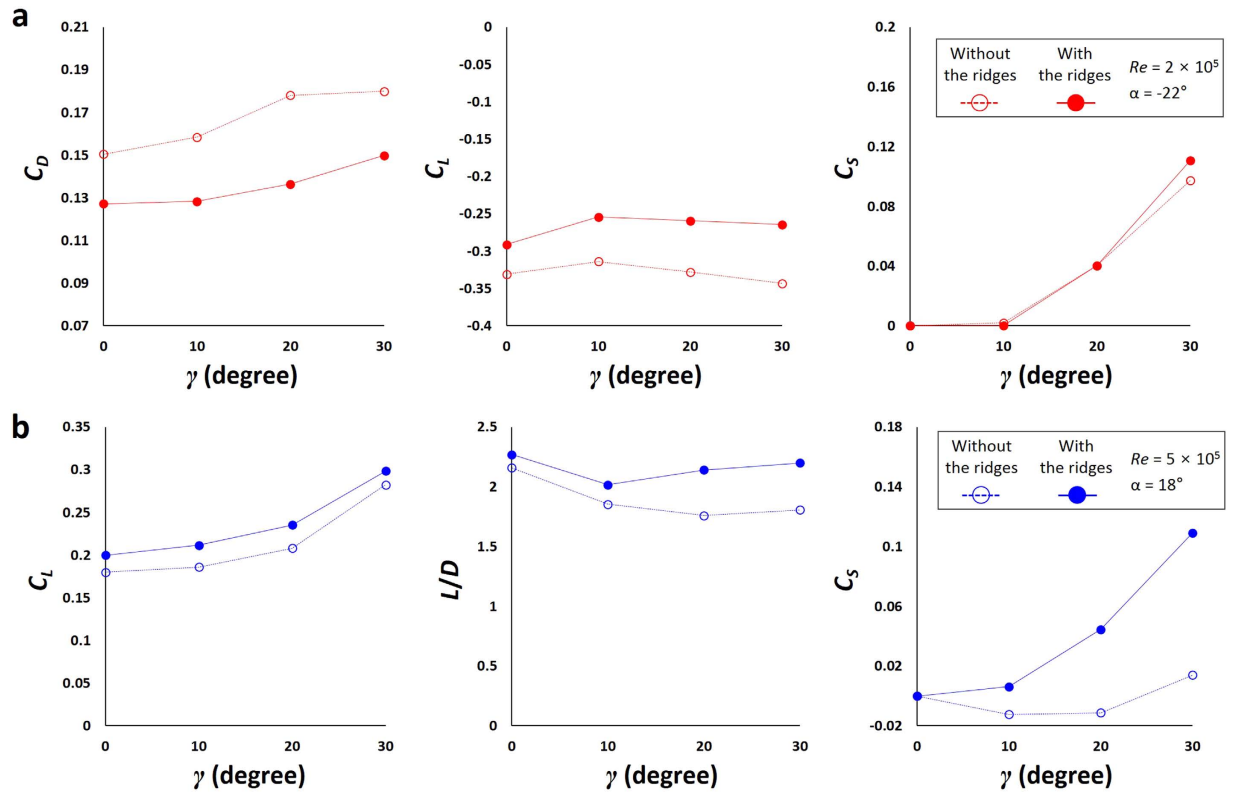 a
0.21
0.19
0.17
0.15
0.13
0.11
0.09
0.07
C_D
0 10 20 30
γ (degree)
0
-0.05
-0.1
-0.15
-0.2
-0.25
-0.3
-0.35
-0.4
C_L
0 10 20 30
γ (degree)
0.2
0.16
0.12
0.08
0.04
0
C_S
0 10 20 30
γ (degree)
Without
the ridges
With
the ridges
Re = 2 × 10⁵
α = -22°
b
0.35
0.3
0.25
0.2
0.15
0.1
0.05
0
C_L
0 10 20 30
γ (degree)
2.5
2
1.5
1
0.5
0
L/D
0 10 20 30
γ (degree)
0.18
0.14
0.1
0.06
0.02
-0.02
C_S
0 10 20 30
γ (degree)
Without
the ridges
With
the ridges
Re = 5 × 10⁵
α = 18°